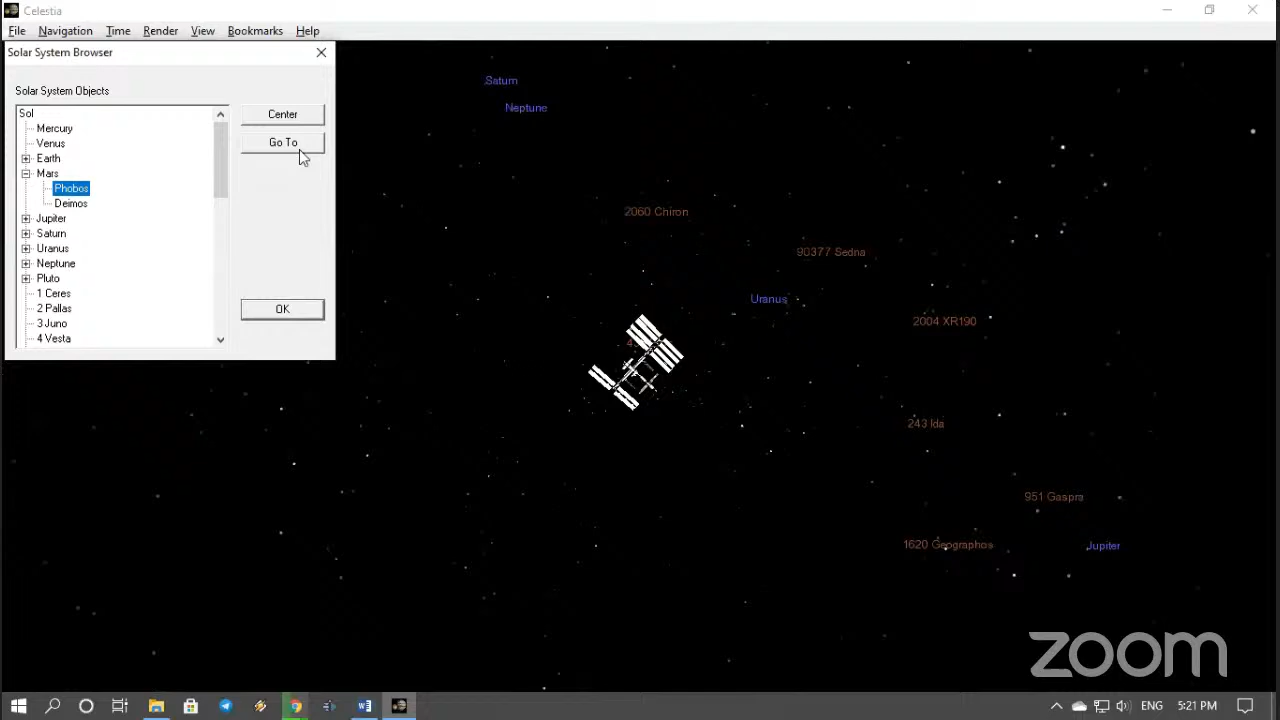 Celestia
File Navigation Time Render View Bookmarks Help
Solar System Browser
Solar System Objects
Sol
Mercury
Venus
Earth
Mars
Phobos
Deimos
Jupiter
Saturn
Uranus
Neptune
Pluto
1 Ceres
2 Pallas
3 Juno
4 Vesta
Center
Go To
OK
Saturn
Neptune
2060 Chiron
90377 Sedna
Uranus
2004 XR190
243 Ida
951 Gaspra
1620 Geographos
Jupiter
zoom
ENG 5:21 PM